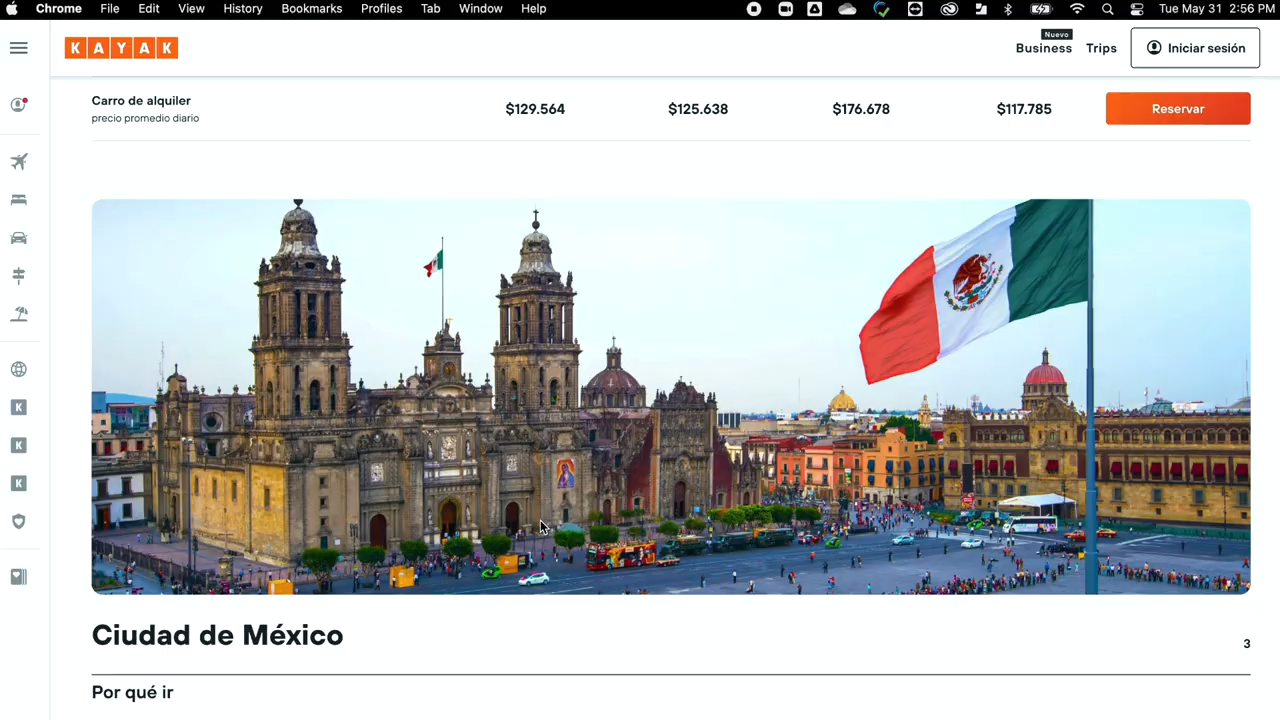 Chrome File Edit View History Bookmarks Profiles Tab Window Help Tue May 31 2:56 PM
KAYAK
Nuevo
Business Trips Iniciar sesión
Carro de alquiler
precio promedio diario
$129.564 $125.638 $176.678 $117.785 Reservar
K
K
K
Ciudad de México
3
Por qué ir